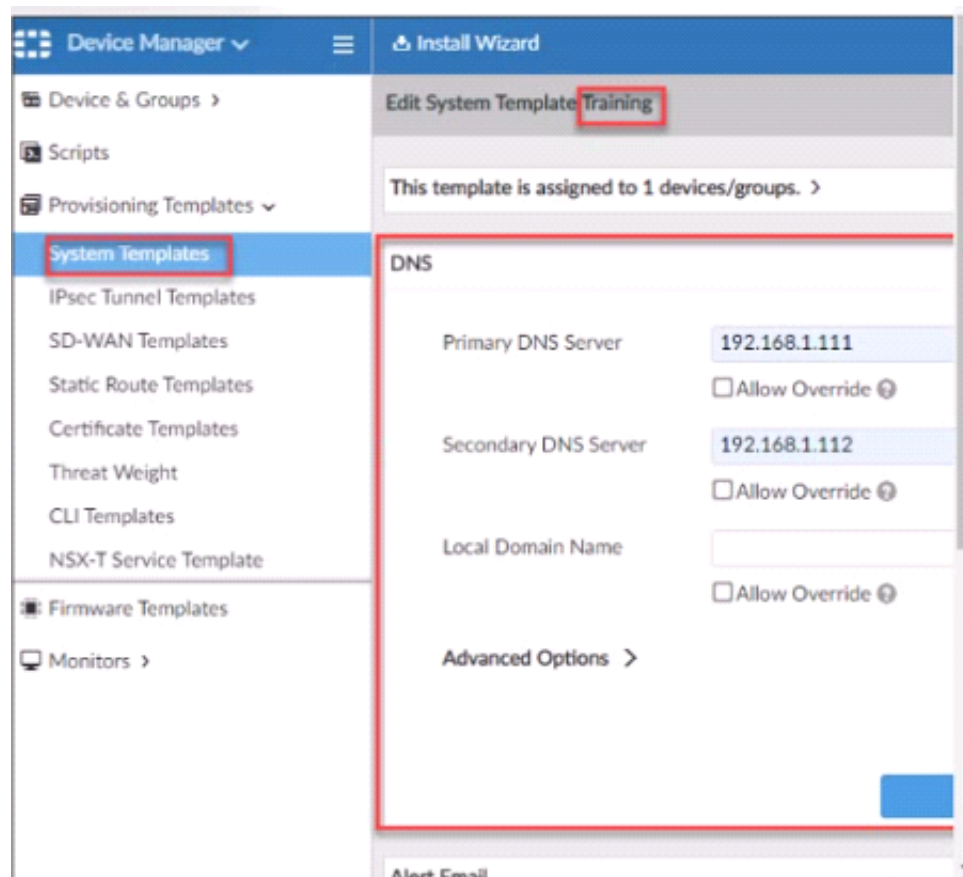 Device Manager
Install Wizard
Device & Groups
Edit System Template Training
Scripts
This template is assigned to 1 devices/groups. >
Provisioning Templates
System Templates
DNS
IPsec Tunnel Templates
SD-WAN Templates
Primary DNS Server 192.168.1.111
Static Route Templates
Allow Override
Certificate Templates
Secondary DNS Server 192.168.1.112
Threat Weight
Allow Override
CLI Templates
Local Domain Name
NSX-T Service Template
Allow Override
Firmware Templates
Monitors >
Advanced Options >
Alert Email